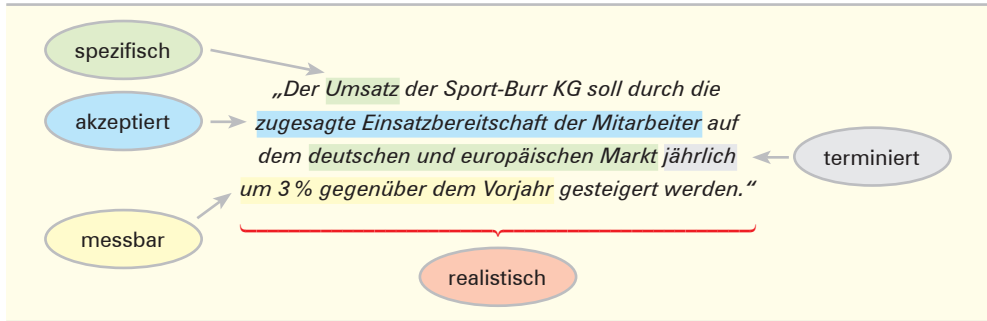 spezifisch
„Der Umsatz der Sport-Burr KG soll durch die
akzeptiert
zugesagte Einsatzbereitschaft der Mitarbeiter auf
dem deutschen und europäischen Markt jährlich
terminiert
um 3 % gegenüber dem Vorjahr gesteigert werden.“
messbar
realistisch